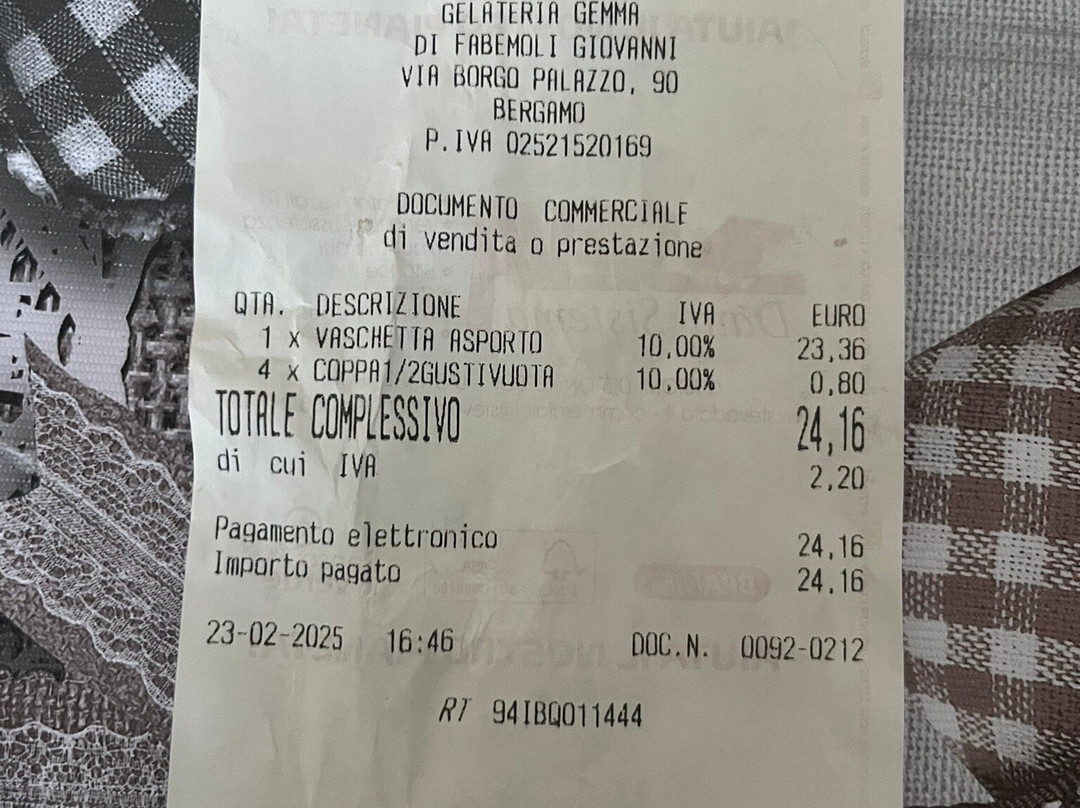 GELATERIA GEMMA
DI FABEMOLI GIOVANNI
VIA BORGO PALAZZO, 90
BERGAMO
P.IVA 02521520169
DOCUMENTO COMMERCIALE
di vendita o prestazione
QTA. DESCRIZIONE IVA EURO
1 x VASCHETTA ASPORTO 10,00% 23,36
4 x COPPA1/2GUSTIVUOTA 10,00% 0,80
TOTALE COMPLESSIVO 24,16
di cui IVA 2,20
Pagamento elettronico 24,16
Importo pagato 24,16
23-02-2025 16:46 DOC.N. 0092-0212
RT 94IBQ011444